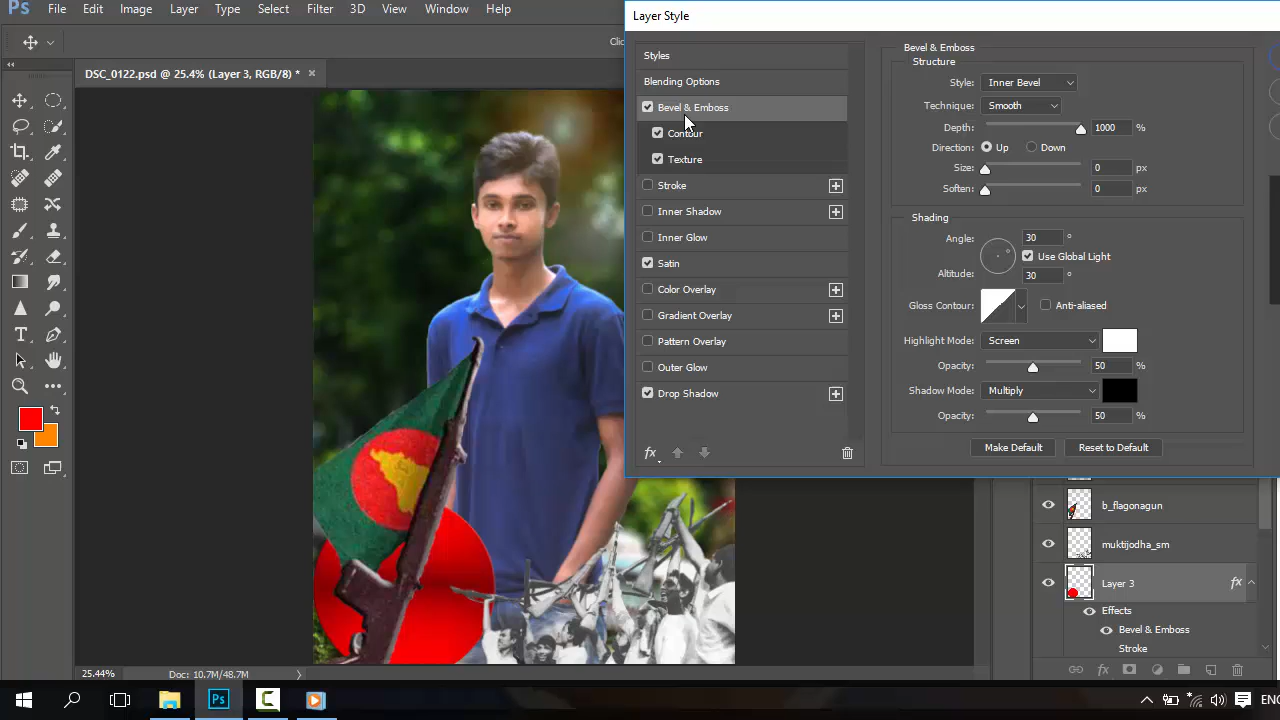 Ps File Edit Image Layer Type Select Filter 3D View Window Help
Layer Style
Clic
DSC_0122.psd @ 25.4% (Layer 3, RGB/8) * ×
Styles
Blending Options
Bevel & Emboss
Contour
Texture
Stroke
Inner Shadow
Inner Glow
Satin
Color Overlay
Gradient Overlay
Pattern Overlay
Outer Glow
Drop Shadow
fx
Bevel & Emboss
Structure
Style: Inner Bevel
Technique: Smooth
Depth: 1000 %
Direction: Up Down
Size: 0 px
Soften: 0 px
Shading
Angle: 30 °
Use Global Light
Altitude: 30 °
Gloss Contour: Anti-aliased
Highlight Mode: Screen
Opacity: 50 %
Shadow Mode: Multiply
Opacity: 50 %
Make Default Reset to Default
b_flagonagun
muktijodha_sm
Layer 3 fx
Effects
Bevel & Emboss
Stroke
fx
25.44% Doc: 10.7M/48.7M
Ps C ENG